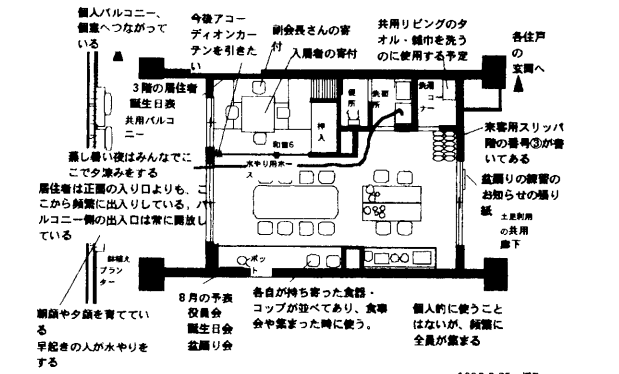 個人バルコニー、
個室へつながって
いる
今後アコー
ディオンカー
テンを引きた
い
副会長さんの寄
付
入居者の寄付
共用リビングのタ
オル・雑巾を洗う
のに使用する予定
各住戸
の
玄関へ
3階の居住者
誕生日表
共用バルコ
ニー
便
所
洗面
所
洗濯
コー
ナー
押
入
和室6
水やり用ホー
ス
来客用スリッパ
階の番号③が書
いてある
蒸し暑い夜はみんなでこ
こで夕涼みをする
居住者は正面の入り口よりも、こ
こから頻繁に出入りしている。バ
ルコニー側の出入口は常に開放し
ている
盆踊りの練習の
お知らせの張り
紙
土足利用
の共用
廊下
鉢植え
プラン
ター
ポッ
ト
朝顔や夕顔を育ててい
る
早起きの人が水やりを
する
8月の予表
役員会
誕生日会
盆踊り会
各自が持ち寄った食器・
コップが並べてあり、食事
会や集まった時に使う。
個人的に使うこと
はないが、頻繁に
全員が集まる